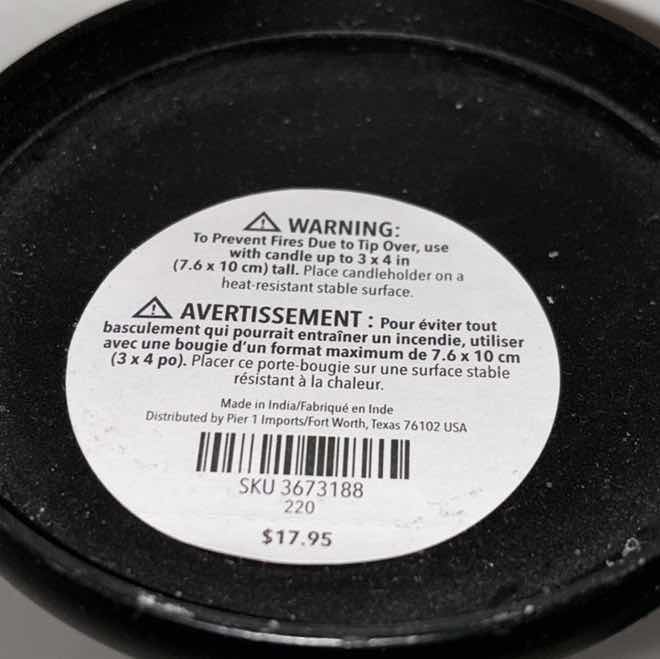 ⚠ WARNING:
To Prevent Fires Due to Tip Over, use
with candle up to 3 x 4 in
(7.6 x 10 cm) tall. Place candleholder on a
heat-resistant stable surface.
⚠ AVERTISSEMENT : Pour éviter tout
basculement qui pourrait entraîner un incendie, utiliser
avec une bougie d'un format maximum de 7.6 x 10 cm
(3 x 4 po). Placer ce porte-bougie sur une surface stable
résistant à la chaleur.
Made in India/Fabriqué en Inde
Distributed by Pier 1 Imports/Fort Worth, Texas 76102 USA
SKU 3673188
220
$17.95